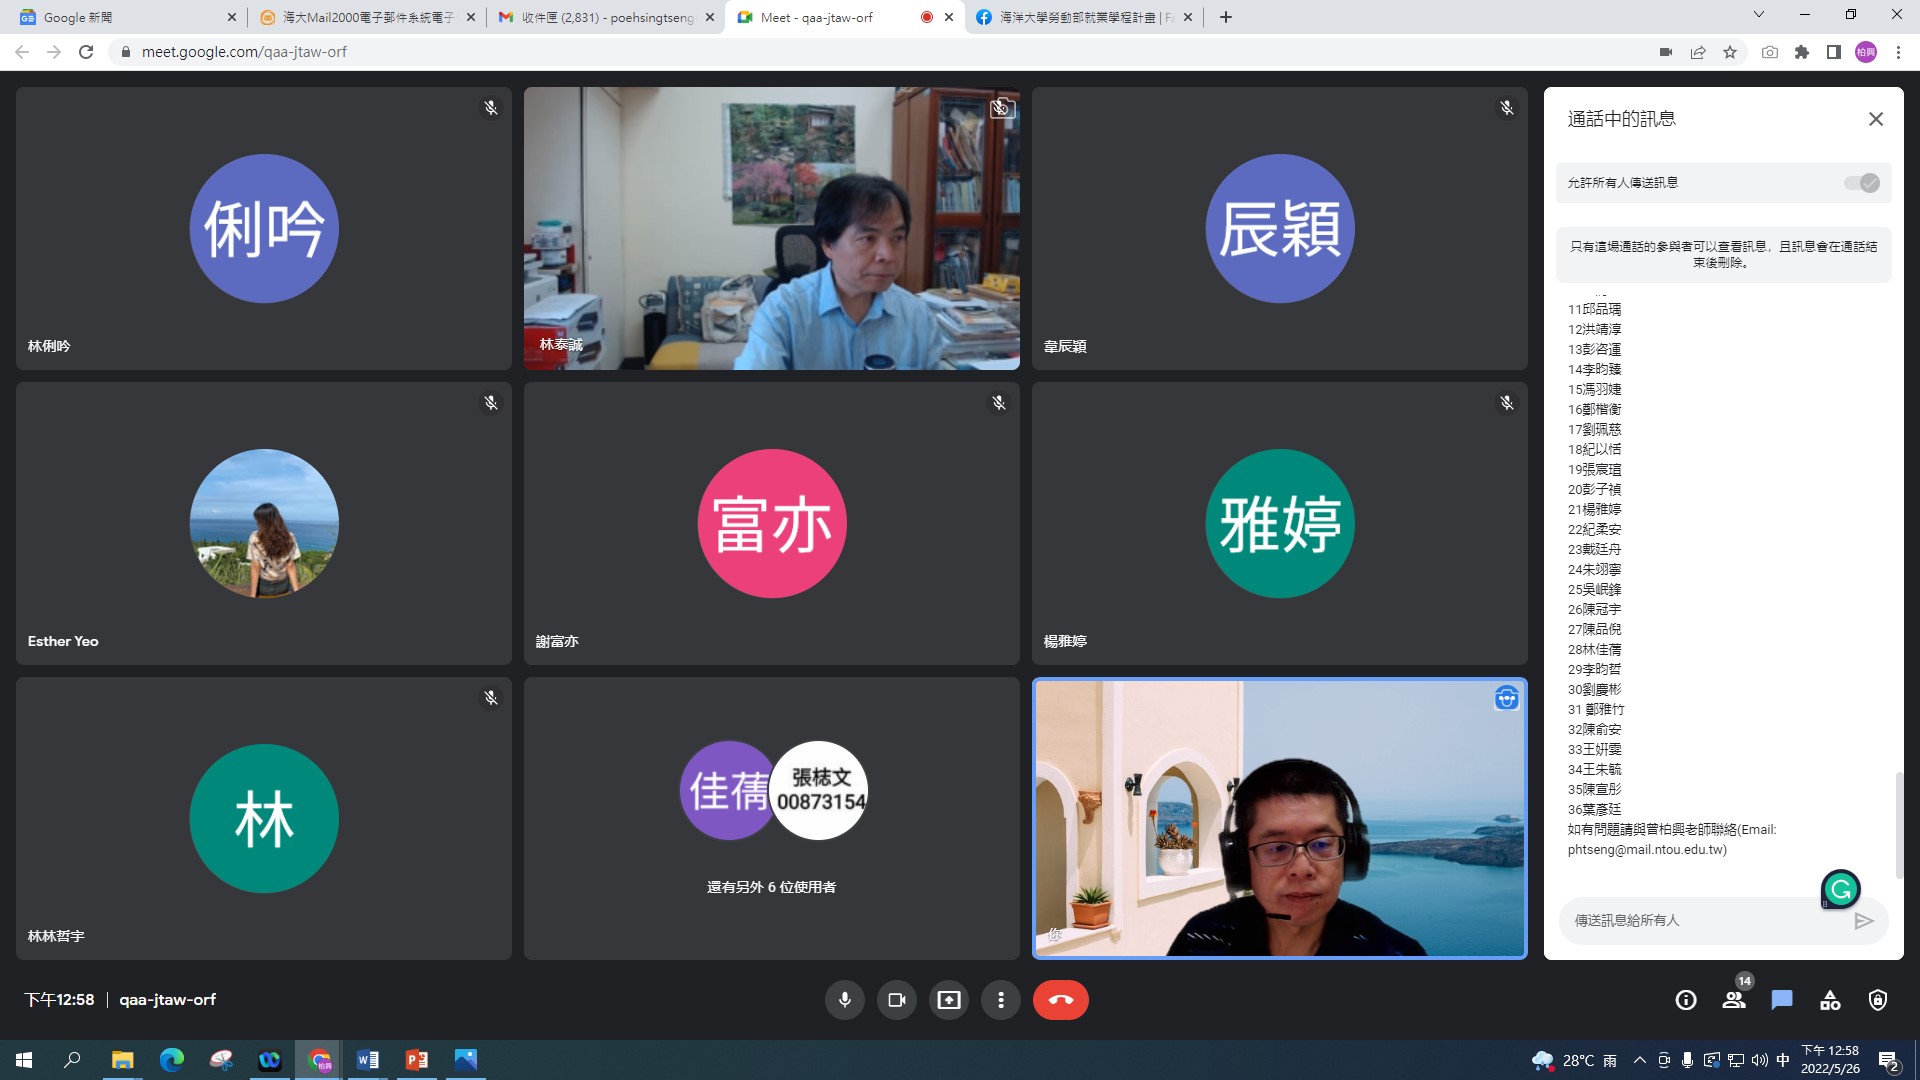 Google 新聞
海大Mail2000電子郵件系統電子
收件匣 (2,831) - poehsingtseng
Meet - qaa-jtaw-orf
海洋大學勞動部就業學程計畫 | Fa
meet.google.com/qaa-jtaw-orf
柏興
俐吟
林俐吟
林泰誠
辰穎
韋辰穎
Esther Yeo
富亦
謝富亦
雅婷
楊雅婷
林
林林哲宇
佳蒨
張栻文
00873154
還有另外 6 位使用者
你
通話中的訊息
允許所有人傳送訊息
只有這場通話的參與者可以查看訊息，且訊息會在通話結
束後刪除。
11邱品瑀
12洪靖淳
13彭咨運
14李昀臻
15馮羽婕
16鄭楷衡
17劉珮慈
18紀以恬
19張宸瑄
20彭子禎
21楊雅婷
22紀柔安
23戴廷舟
24朱翊寧
25吳岷鋒
26陳冠宇
27陳品倪
28林佳蒨
29李昀哲
30劉慶彬
31 鄭雅竹
32陳俞安
33王姸雯
34王朱毓
35陳宣彤
36葉彥廷
如有問題請與曾柏興老師聯絡(Email:
phtseng@mail.ntou.edu.tw)
傳送訊息給所有人
下午12:58 | qaa-jtaw-orf
14
28°C 雨
中
下午 12:58
2022/5/26
2